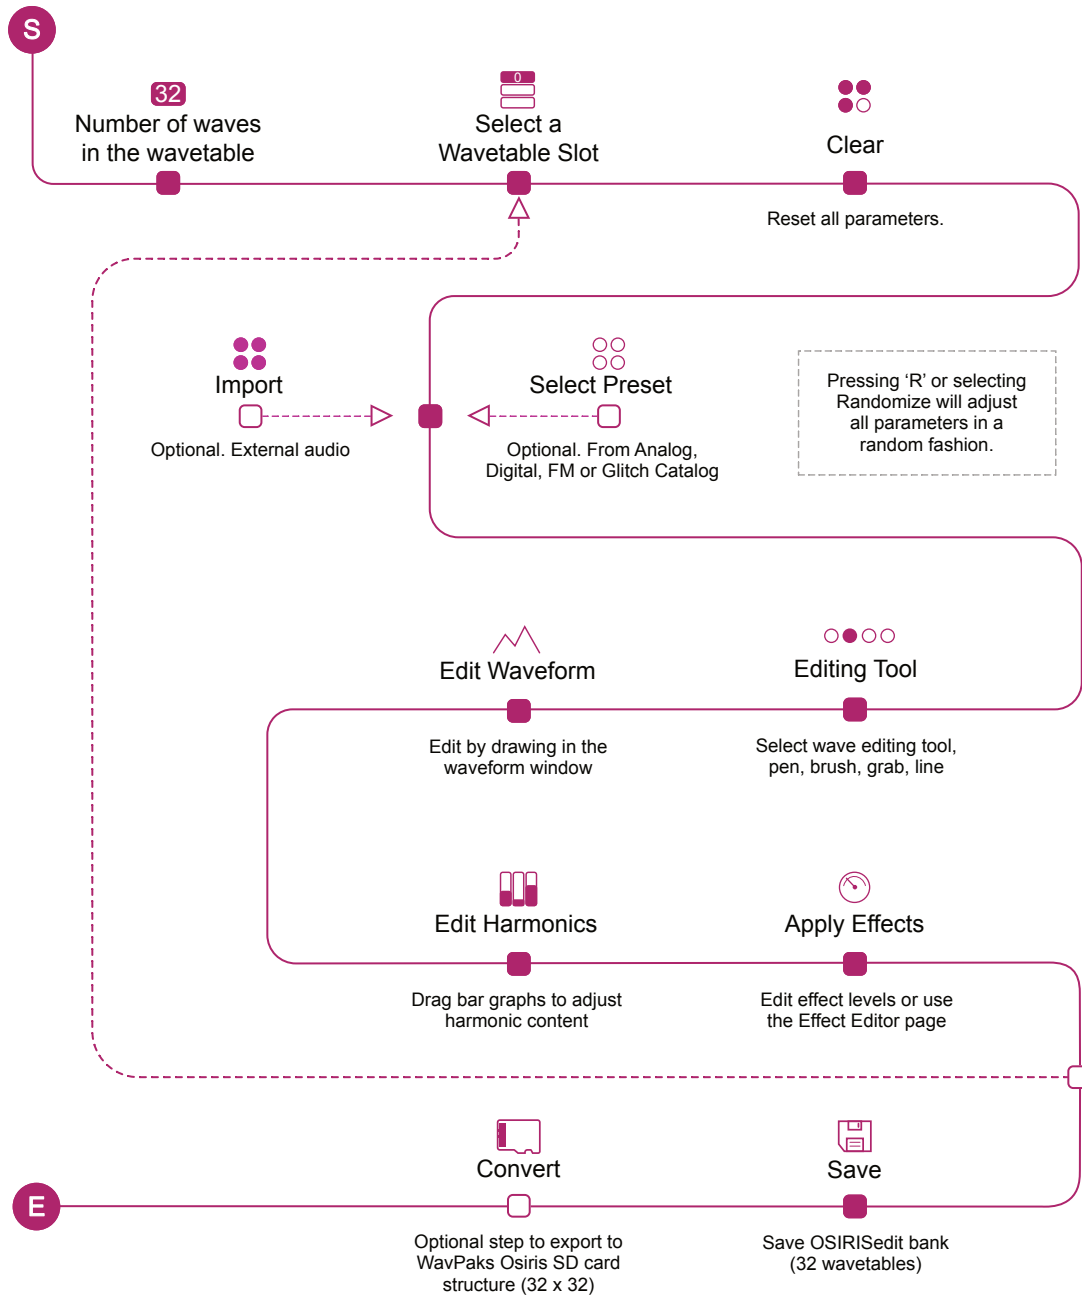 S
32
Number of waves
in the wavetable
0
Select a
Wavetable Slot
Clear
Reset all parameters.
Import
Optional. External audio
Select Preset
Optional. From Analog,
Digital, FM or Glitch Catalog
Pressing ‘R’ or selecting
Randomize will adjust
all parameters in a
random fashion.
Edit Waveform
Edit by drawing in the
waveform window
Editing Tool
Select wave editing tool,
pen, brush, grab, line
Edit Harmonics
Drag bar graphs to adjust
harmonic content
Apply Effects
Edit effect levels or use
the Effect Editor page
Convert
Optional step to export to
WavPaks Osiris SD card
structure (32 x 32)
Save
Save OSIRISedit bank
(32 wavetables)
E